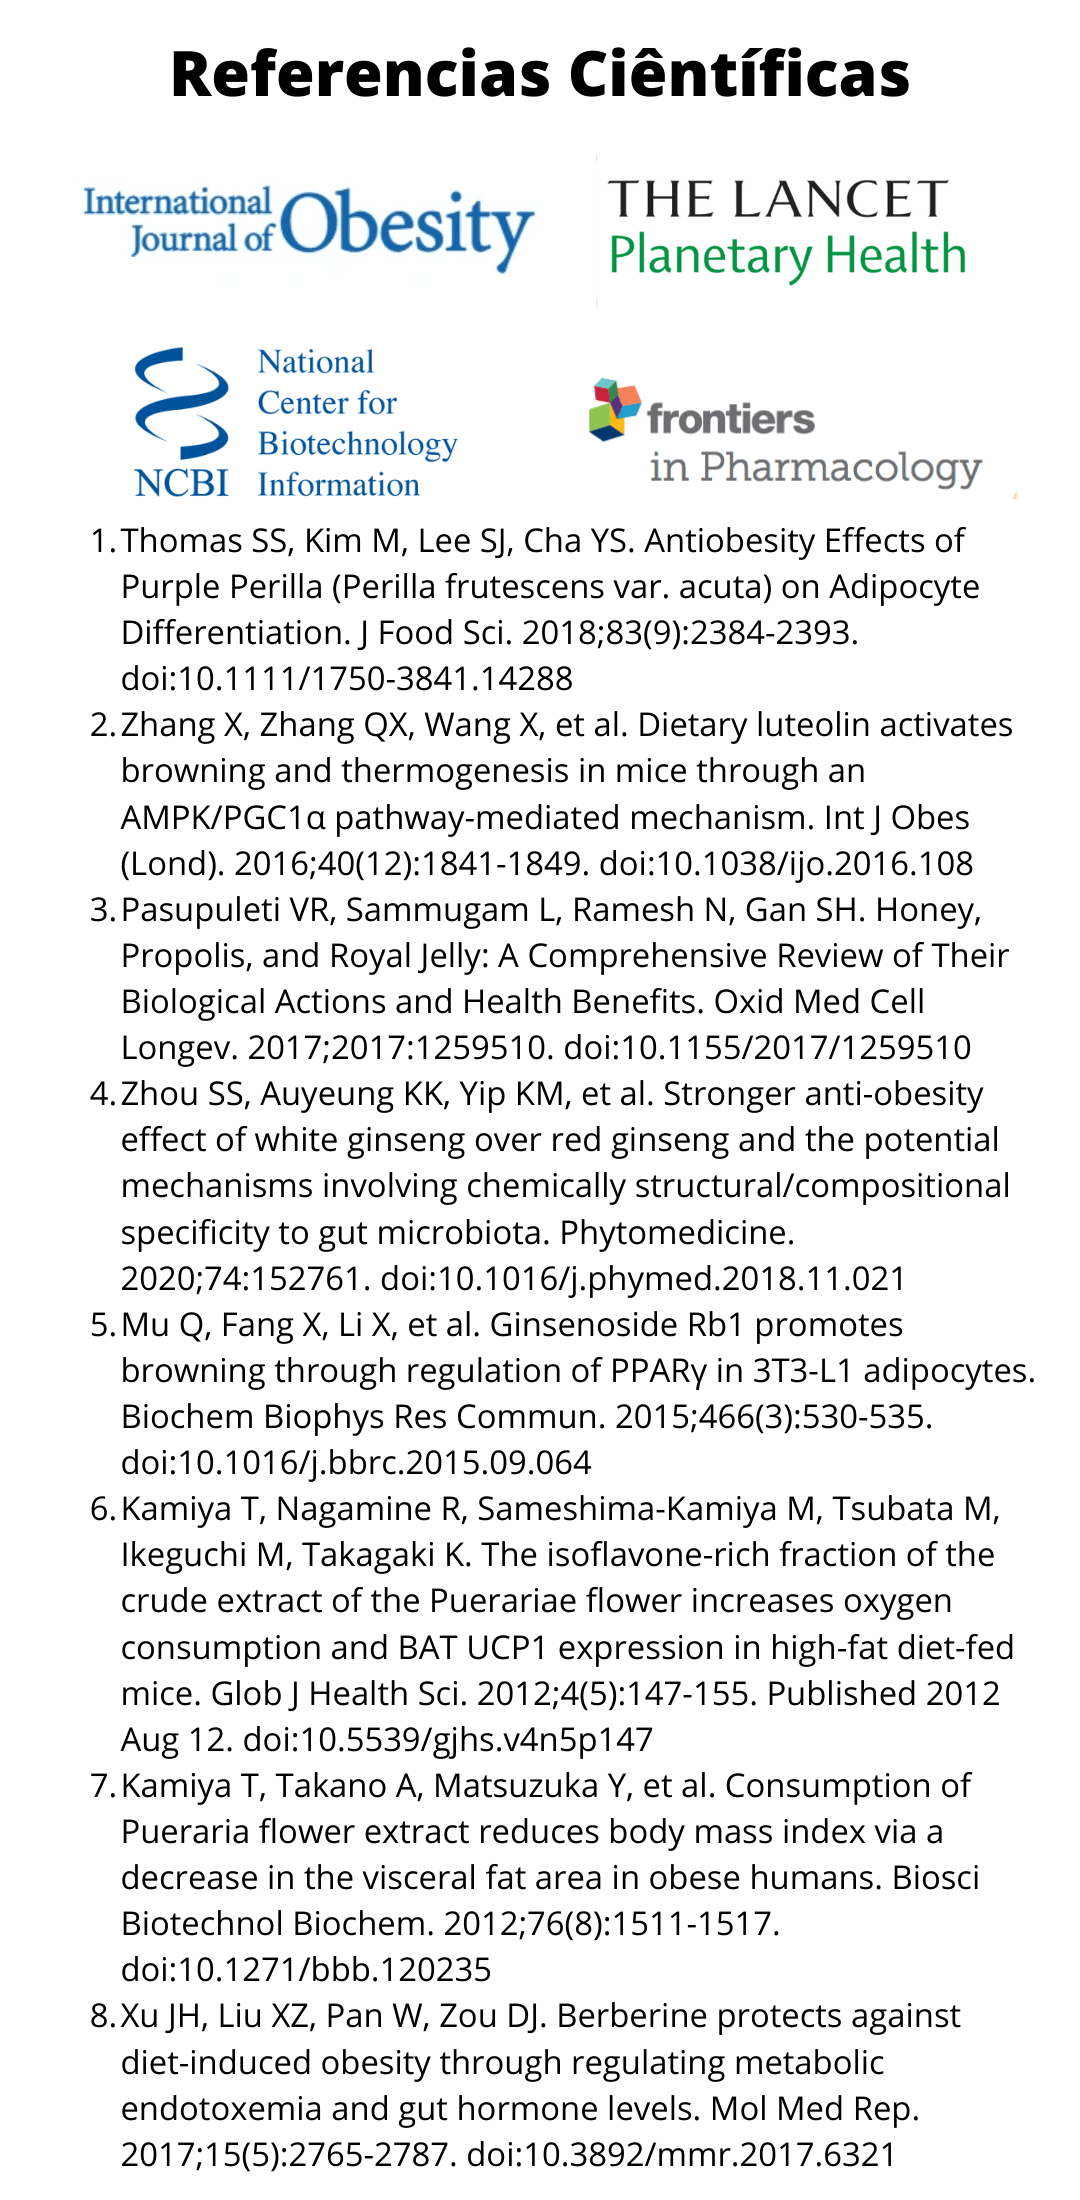 Referencias Ciêntíficas
International
Journal of Obesity
THE LANCET
Planetary Health
National
Center for
Biotechnology
NCBI Information
frontiers
in Pharmacology
1. Thomas SS, Kim M, Lee SJ, Cha YS. Antiobesity Effects of
Purple Perilla (Perilla frutescens var. acuta) on Adipocyte
Differentiation. J Food Sci. 2018;83(9):2384-2393.
doi:10.1111/1750-3841.14288
2. Zhang X, Zhang QX, Wang X, et al. Dietary luteolin activates
browning and thermogenesis in mice through an
AMPK/PGC1α pathway-mediated mechanism. Int J Obes
(Lond). 2016;40(12):1841-1849. doi:10.1038/ijo.2016.108
3. Pasupuleti VR, Sammugam L, Ramesh N, Gan SH. Honey,
Propolis, and Royal Jelly: A Comprehensive Review of Their
Biological Actions and Health Benefits. Oxid Med Cell
Longev. 2017;2017:1259510. doi:10.1155/2017/1259510
4. Zhou SS, Auyeung KK, Yip KM, et al. Stronger anti-obesity
effect of white ginseng over red ginseng and the potential
mechanisms involving chemically structural/compositional
specificity to gut microbiota. Phytomedicine.
2020;74:152761. doi:10.1016/j.phymed.2018.11.021
5. Mu Q, Fang X, Li X, et al. Ginsenoside Rb1 promotes
browning through regulation of PPARγ in 3T3-L1 adipocytes.
Biochem Biophys Res Commun. 2015;466(3):530-535.
doi:10.1016/j.bbrc.2015.09.064
6. Kamiya T, Nagamine R, Sameshima-Kamiya M, Tsubata M,
Ikeguchi M, Takagaki K. The isoflavone-rich fraction of the
crude extract of the Puerariae flower increases oxygen
consumption and BAT UCP1 expression in high-fat diet-fed
mice. Glob J Health Sci. 2012;4(5):147-155. Published 2012
Aug 12. doi:10.5539/gjhs.v4n5p147
7. Kamiya T, Takano A, Matsuzuka Y, et al. Consumption of
Pueraria flower extract reduces body mass index via a
decrease in the visceral fat area in obese humans. Biosci
Biotechnol Biochem. 2012;76(8):1511-1517.
doi:10.1271/bbb.120235
8. Xu JH, Liu XZ, Pan W, Zou DJ. Berberine protects against
diet-induced obesity through regulating metabolic
endotoxemia and gut hormone levels. Mol Med Rep.
2017;15(5):2765-2787. doi:10.3892/mmr.2017.6321